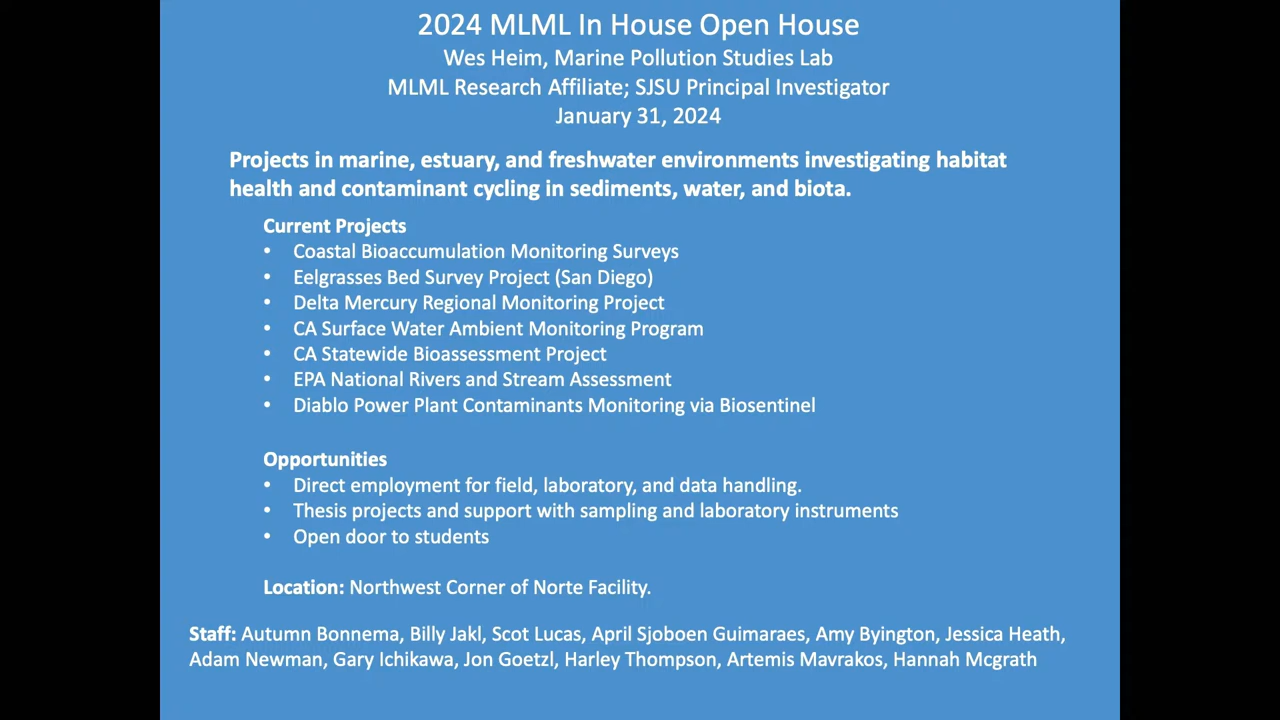 2024 MLML In House Open House
Wes Heim, Marine Pollution Studies Lab
MLML Research Affiliate; SJSU Principal Investigator
January 31, 2024
Projects in marine, estuary, and freshwater environments investigating habitat
health and contaminant cycling in sediments, water, and biota.
Current Projects
• Coastal Bioaccumulation Monitoring Surveys
• Eelgrasses Bed Survey Project (San Diego)
• Delta Mercury Regional Monitoring Project
• CA Surface Water Ambient Monitoring Program
• CA Statewide Bioassessment Project
• EPA National Rivers and Stream Assessment
• Diablo Power Plant Contaminants Monitoring via Biosentinel
Opportunities
• Direct employment for field, laboratory, and data handling.
• Thesis projects and support with sampling and laboratory instruments
• Open door to students
Location: Northwest Corner of Norte Facility.
Staff: Autumn Bonnema, Billy Jakl, Scot Lucas, April Sjoboen Guimaraes, Amy Byington, Jessica Heath,
Adam Newman, Gary Ichikawa, Jon Goetzl, Harley Thompson, Artemis Mavrakos, Hannah Mcgrath